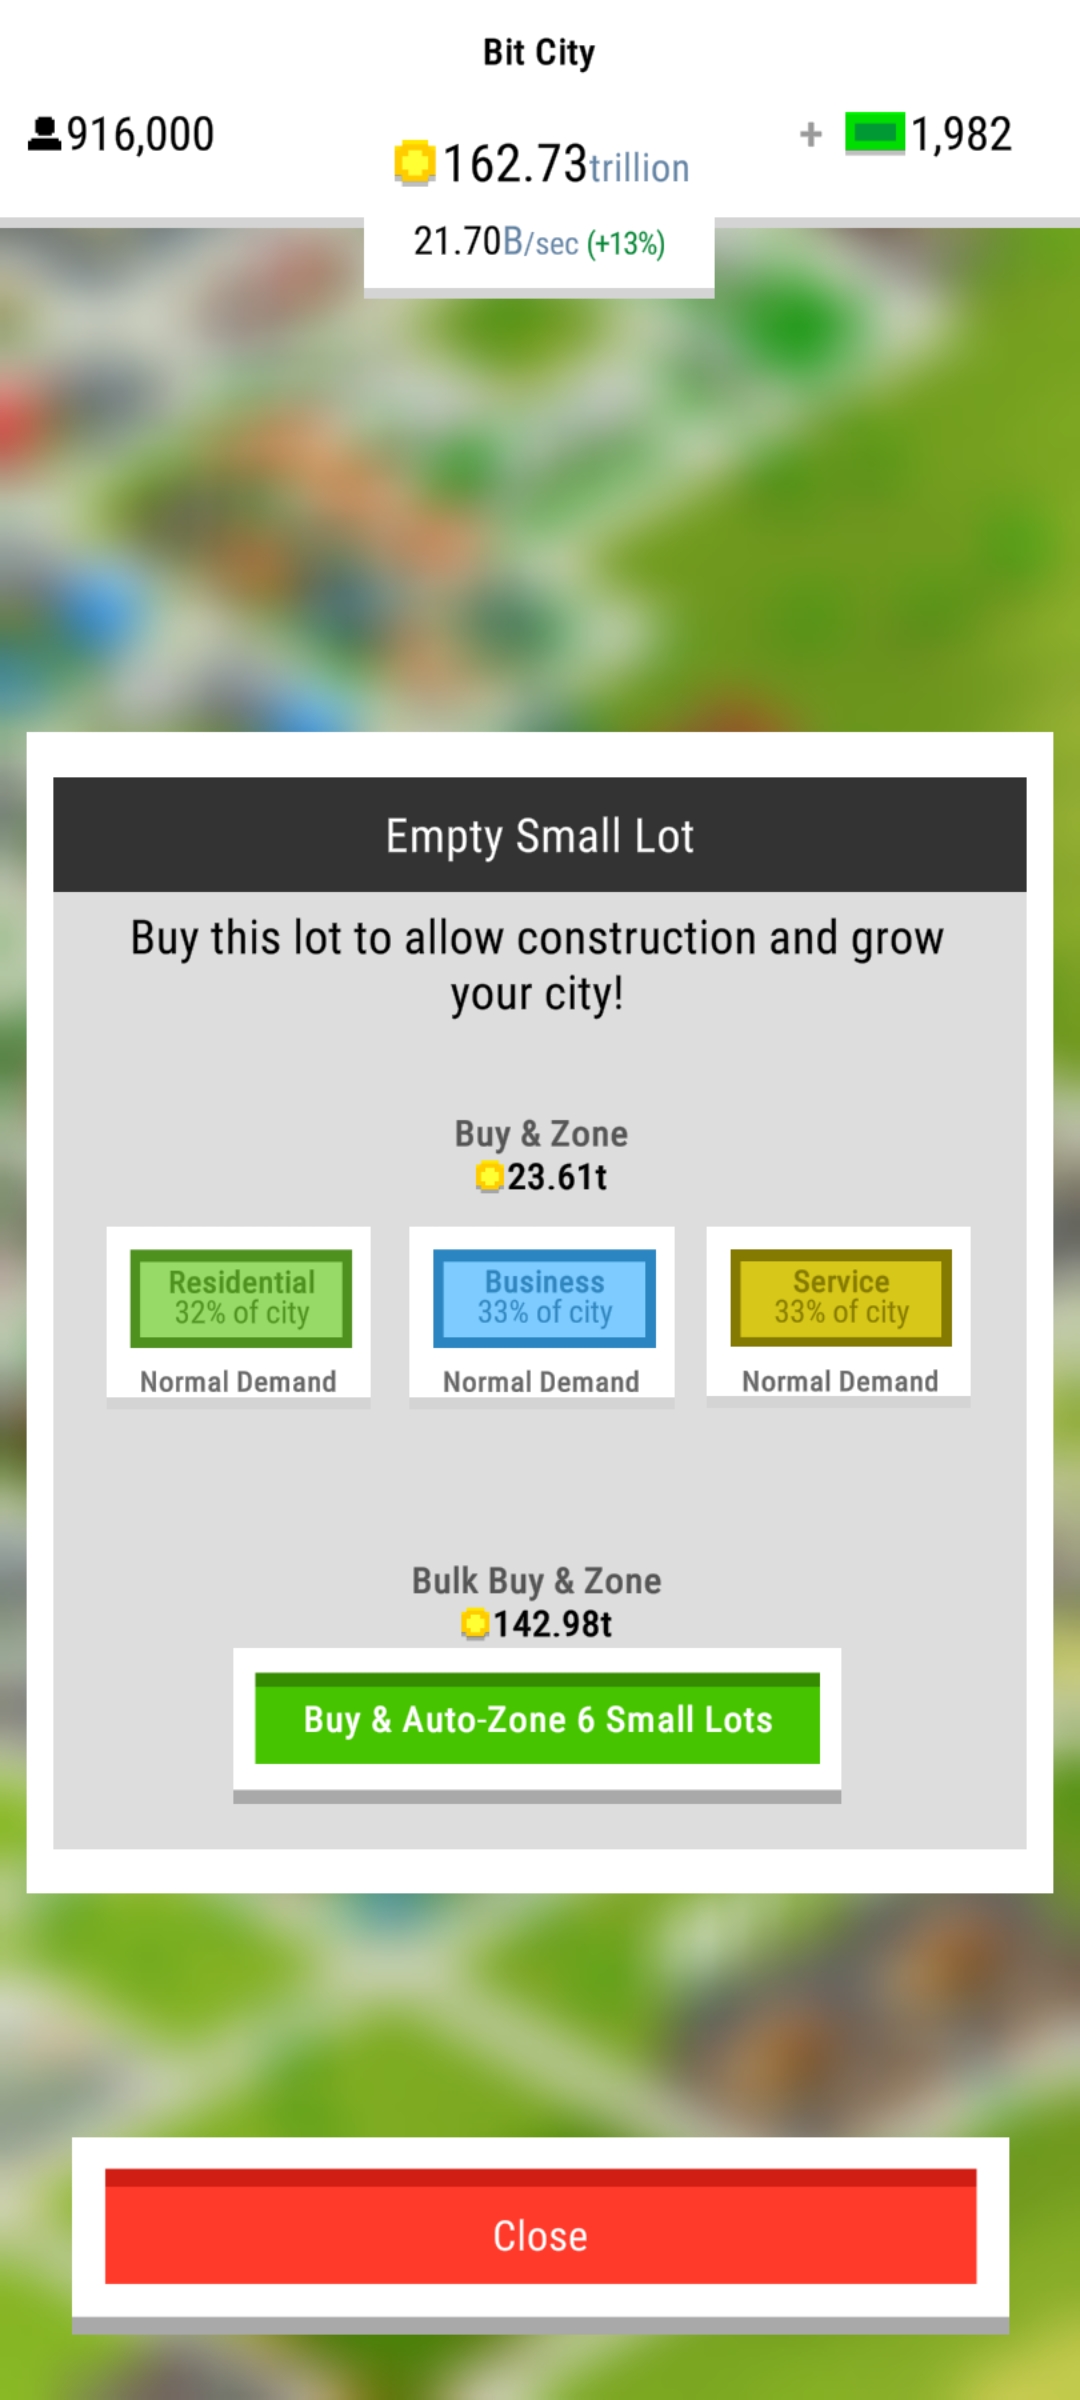 Bit City
916,000
162.73trillion
+ 1,982
21.70B/sec (+13%)
Empty Small Lot
Buy this lot to allow construction and grow
your city!
Buy & Zone
23.61t
Residential
32% of city
Normal Demand
Business
33% of city
Normal Demand
Service
33% of city
Normal Demand
Bulk Buy & Zone
142.98t
Buy & Auto-Zone 6 Small Lots
Close